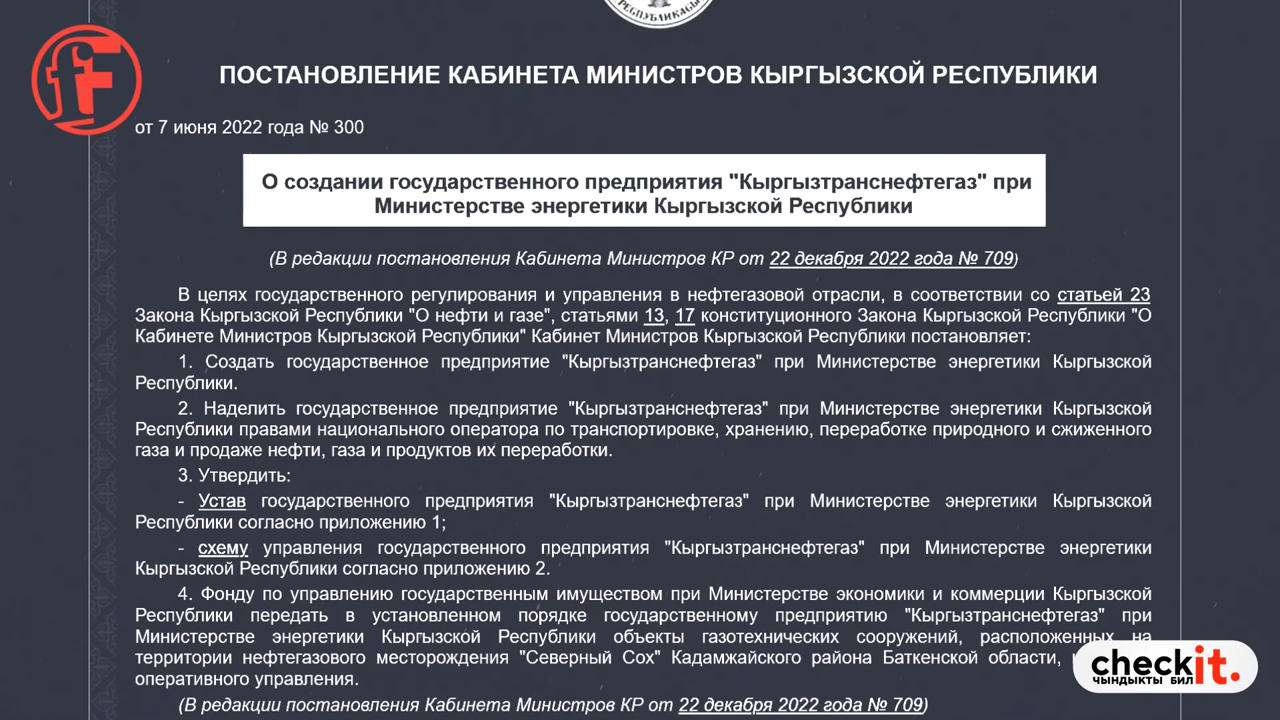 РЕСПУБЛИКАСЫ
fF
ПОСТАНОВЛЕНИЕ КАБИНЕТА МИНИСТРОВ КЫРГЫЗСКОЙ РЕСПУБЛИКИ
от 7 июня 2022 года № 300
О создании государственного предприятия "Кыргызтранснефтегаз" при
Министерстве энергетики Кыргызской Республики
(В редакции постановления Кабинета Министров КР от 22 декабря 2022 года № 709)
В целях государственного регулирования и управления в нефтегазовой отрасли, в соответствии со статьей 23
Закона Кыргызской Республики "О нефти и газе", статьями 13, 17 конституционного Закона Кыргызской Республики "О
Кабинете Министров Кыргызской Республики" Кабинет Министров Кыргызской Республики постановляет:
1. Создать государственное предприятие "Кыргызтранснефтегаз" при Министерстве энергетики Кыргызской
Республики.
2. Наделить государственное предприятие "Кыргызтранснефтегаз" при Министерстве энергетики Кыргызской
Республики правами национального оператора по транспортировке, хранению, переработке природного и сжиженного
газа и продаже нефти, газа и продуктов их переработки.
3. Утвердить:
- Устав государственного предприятия "Кыргызтранснефтегаз" при Министерстве энергетики Кыргызской
Республики согласно приложению 1;
- схему управления государственного предприятия "Кыргызтранснефтегаз" при Министерстве энергетики
Кыргызской Республики согласно приложению 2.
4. Фонду по управлению государственным имуществом при Министерстве экономики и коммерции Кыргызской
Республики передать в установленном порядке государственному предприятию "Кыргызтранснефтегаз" при
Министерстве энергетики Кыргызской Республики объекты газотехнических сооружений, расположенных на
территории нефтегазового месторождения "Северный Сох" Кадамжайского района Баткенской области,
оперативного управления.
(В редакции постановления Кабинета Министров КР от 22 декабря 2022 года № 709)
checkit.
ЧЫНДЫКТЫ БИЛ